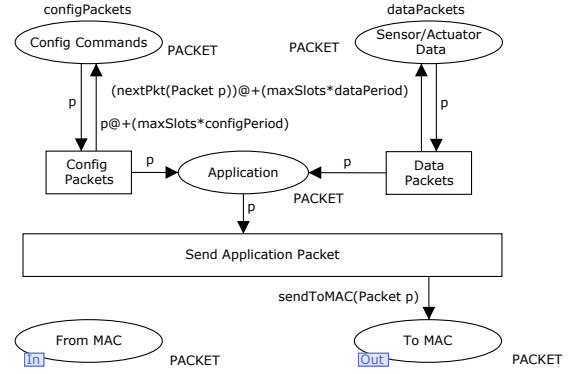 configPackets
dataPackets
Config Commands
PACKET
PACKET
Sensor/Actuator
Data
(nextPkt(Packet p))@+(maxSlots*dataPeriod)
p
p
p@+(maxSlots*configPeriod)
Config
Packets
p
Application
p
Data
Packets
PACKET
p
Send Application Packet
sendToMAC(Packet p)
From MAC
In
PACKET
To MAC
Out
PACKET